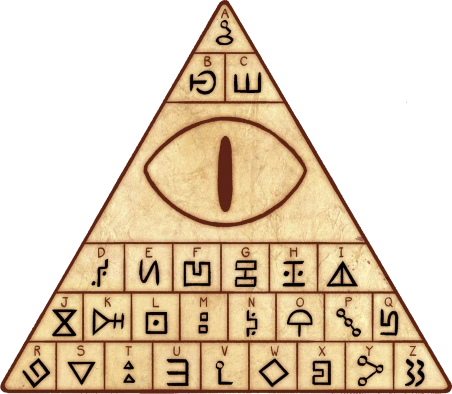 A
B C
D E F G H I
J K L M N O P Q
R S T U V W X Y Z